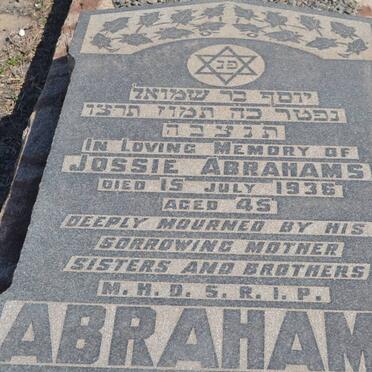 פנ
יוסף בר שמואל
נפטר כה תמוז תרצו
תנצבה
IN LOVING MEMORY OF
JOSSIE ABRAHAMS
DIED 15 JULY 1936
AGED 45
DEEPLY MOURNED BY HIS
SORROWING MOTHER
SISTERS AND BROTHERS
M.H.D.S.R.I.P.
ABRAHAM